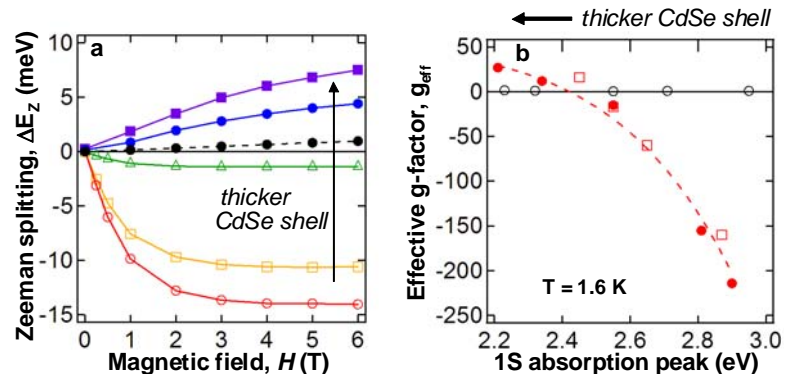 thicker CdSe shell
a
Zeeman splitting, ΔE_Z (meV)
10
5
0
-5
-10
-15
thicker
CdSe shell
0 1 2 3 4 5 6
Magnetic field, H (T)
b
Effective g-factor, g_eff
50
0
-50
-100
-150
-200
-250
T = 1.6 K
2.2 2.4 2.6 2.8 3.0
1S absorption peak (eV)